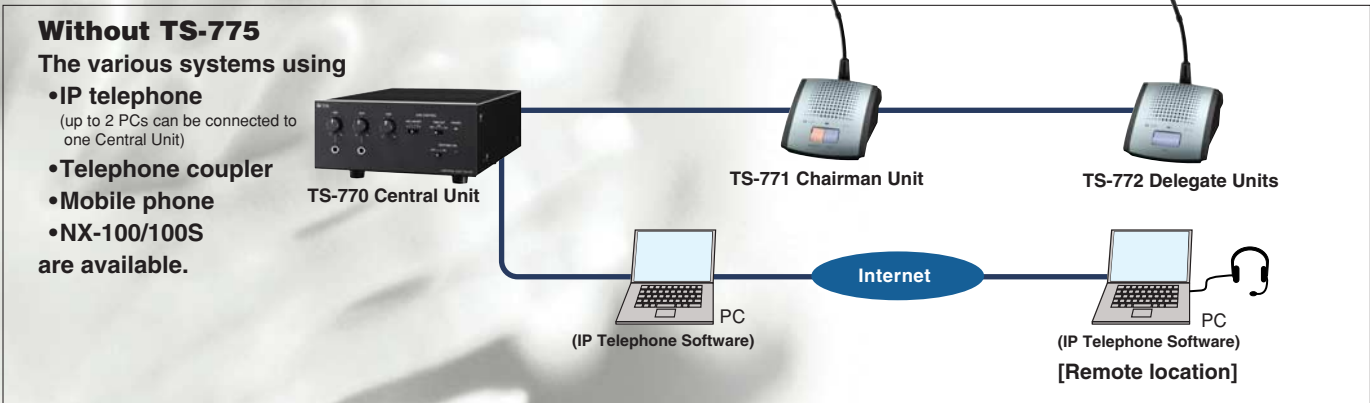 Without TS-775
The various systems using
•IP telephone
(up to 2 PCs can be connected to
one Central Unit)
•Telephone coupler
•Mobile phone
•NX-100/100S
are available.
TS-770 Central Unit
TS-771 Chairman Unit
TS-772 Delegate Units
PC
(IP Telephone Software)
Internet
PC
(IP Telephone Software)
[Remote location]